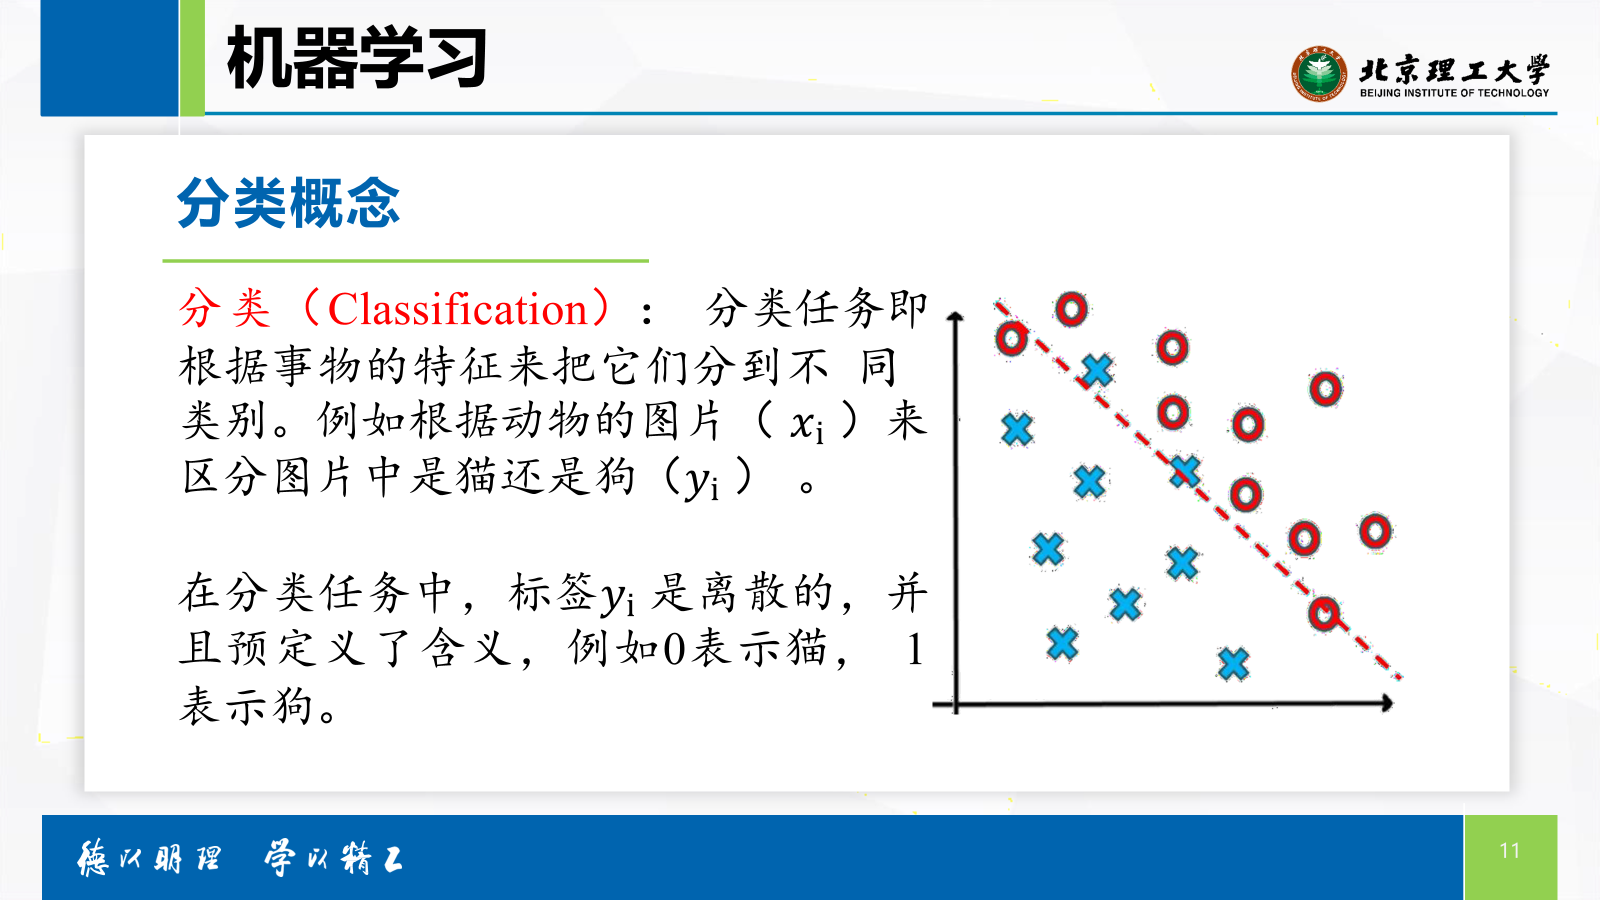 机器学习
北京理工大学
BEIJING INSTITUTE OF TECHNOLOGY
分类概念
分类（Classification）： 分类任务即
根据事物的特征来把它们分到不 同
类别。例如根据动物的图片（ xi ）来
区分图片中是猫还是狗（yi ） 。
在分类任务中，标签yi 是离散的，并
且预定义了含义，例如0表示猫， 1
表示狗。
德以明理 学以精工
11